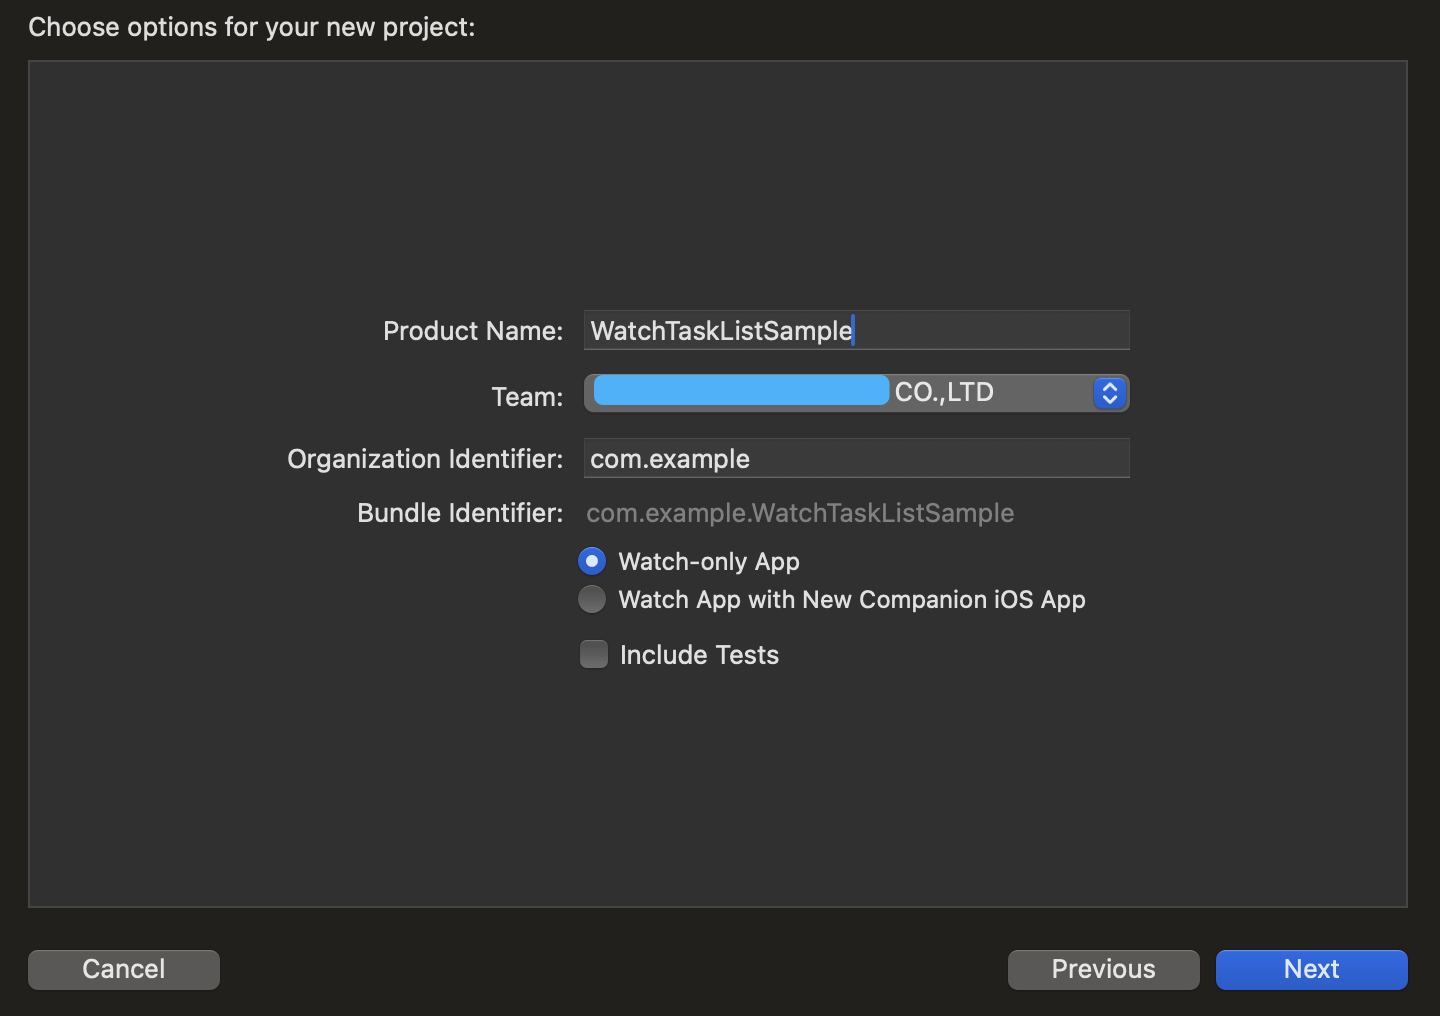 Choose options for your new project:
Product Name: WatchTaskListSample
Team: CO.,LTD
Organization Identifier: com.example
Bundle Identifier: com.example.WatchTaskListSample
Watch-only App
Watch App with New Companion iOS App
Include Tests
Cancel Previous Next